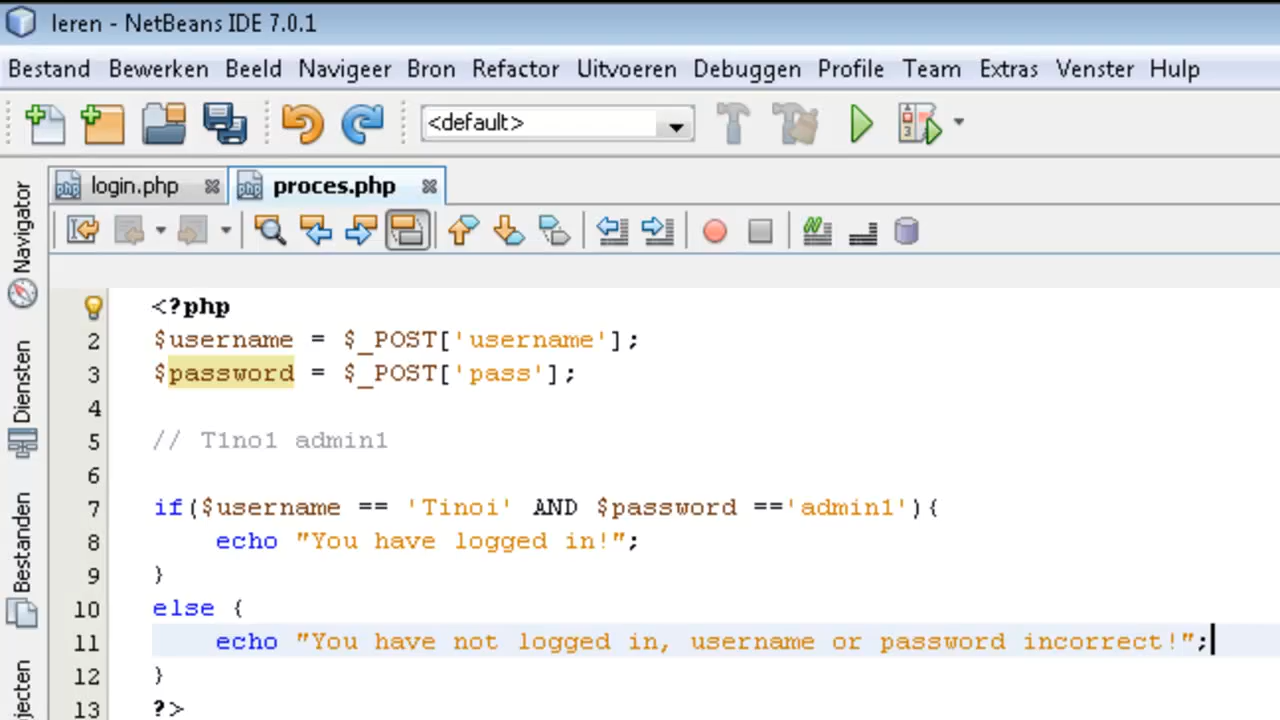 leren - NetBeans IDE 7.0.1
Bestand Bewerken Beeld Navigeer Bron Refactor Uitvoeren Debuggen Profile Team Extras Venster Hulp
<default>
login.php proces.php
Navigator
Diensten
Bestanden
jecten
<?php
2 $username = $_POST['username'];
3 $password = $_POST['pass'];
4
5 // T1no1 admin1
6
7 if($username == 'Tinoi' AND $password =='admin1'){
8 echo "You have logged in!";
9 }
10 else {
11 echo "You have not logged in, username or password incorrect!";
12 }
13 ?>